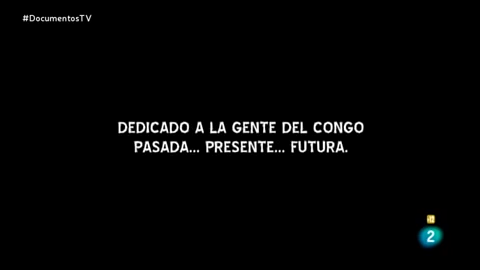 #DocumentosTV
DEDICADO A LA GENTE DEL CONGO
PASADA... PRESENTE... FUTURA.
2